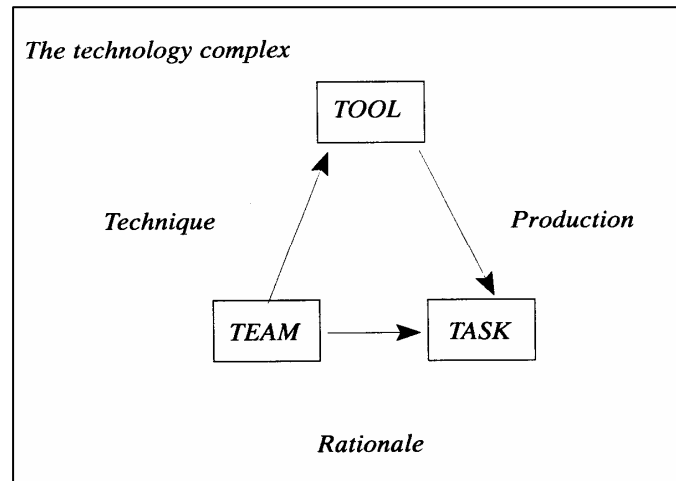 The technology complex
TOOL
Technique
Production
TEAM
TASK
Rationale